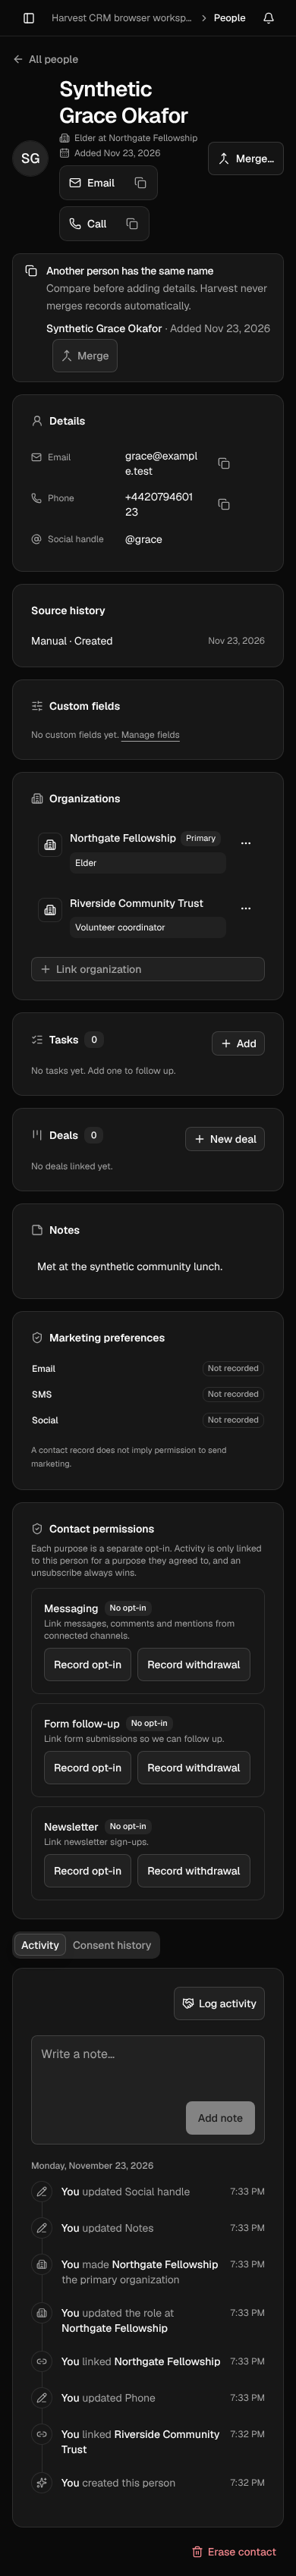 Harvest CRM browser worksp... > People
All people
Synthetic
Grace Okafor
SG
Elder at Northgate Fellowship
Added Nov 23, 2026
Merge...
Email
Call
Another person has the same name
Compare before adding details. Harvest never
merges records automatically.
Synthetic Grace Okafor · Added Nov 23, 2026
Merge
Details
Email grace@exampl
e.test
Phone +4420794601
23
Social handle @grace
Source history
Manual · Created Nov 23, 2026
Custom fields
No custom fields yet. Manage fields
Organizations
Northgate Fellowship Primary
Elder
Riverside Community Trust
Volunteer coordinator
Link organization
Tasks 0 Add
No tasks yet. Add one to follow up.
Deals 0 New deal
No deals linked yet.
Notes
Met at the synthetic community lunch.
Marketing preferences
Email Not recorded
SMS Not recorded
Social Not recorded
A contact record does not imply permission to send
marketing.
Contact permissions
Each purpose is a separate opt-in. Activity is only linked
to this person for a purpose they agreed to, and an
unsubscribe always wins.
Messaging No opt-in
Link messages, comments and mentions from
connected channels.
Record opt-in Record withdrawal
Form follow-up No opt-in
Link form submissions so we can follow up.
Record opt-in Record withdrawal
Newsletter No opt-in
Link newsletter sign-ups.
Record opt-in Record withdrawal
Activity Consent history
Log activity
Write a note...
Add note
Monday, November 23, 2026
You updated Social handle 7:33 PM
You updated Notes 7:33 PM
You made Northgate Fellowship 7:33 PM
the primary organization
You updated the role at 7:33 PM
Northgate Fellowship
You linked Northgate Fellowship 7:33 PM
You updated Phone 7:33 PM
You linked Riverside Community 7:32 PM
Trust
You created this person 7:32 PM
Erase contact